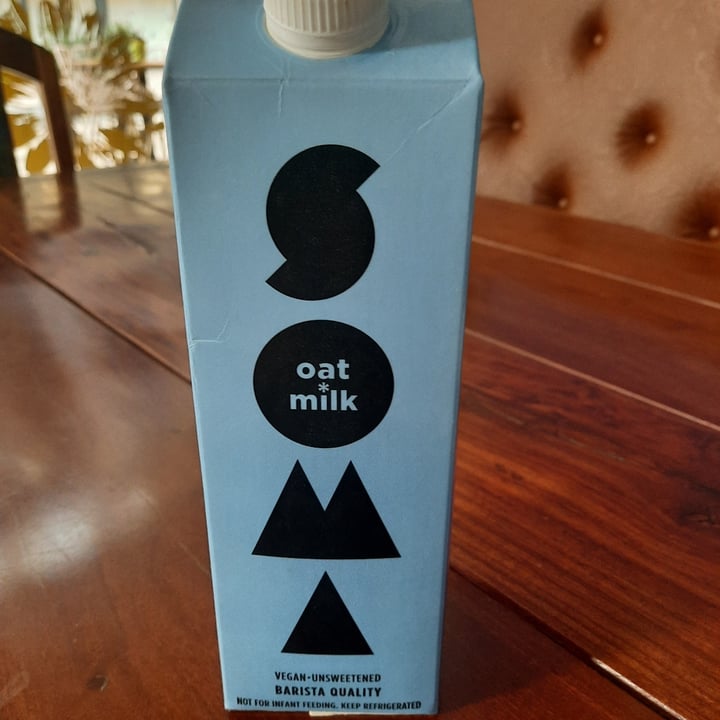 S
O
oat
*
milk
M
A
VEGAN-UNSWEETENED
BARISTA QUALITY
NOT FOR INFANT FEEDING. KEEP REFRIGERATED